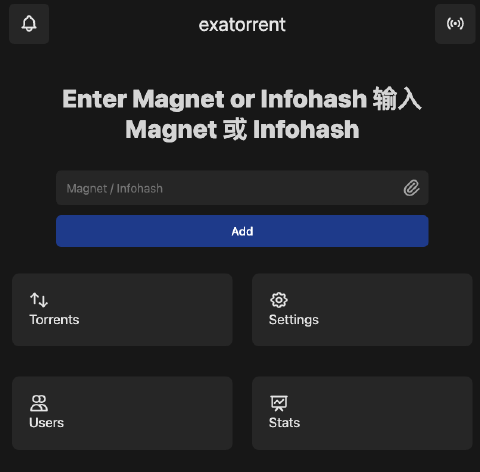 exatorrent
Enter Magnet or Infohash 输入
Magnet 或 Infohash
Magnet / Infohash
Add
Torrents
Settings
Users
Stats